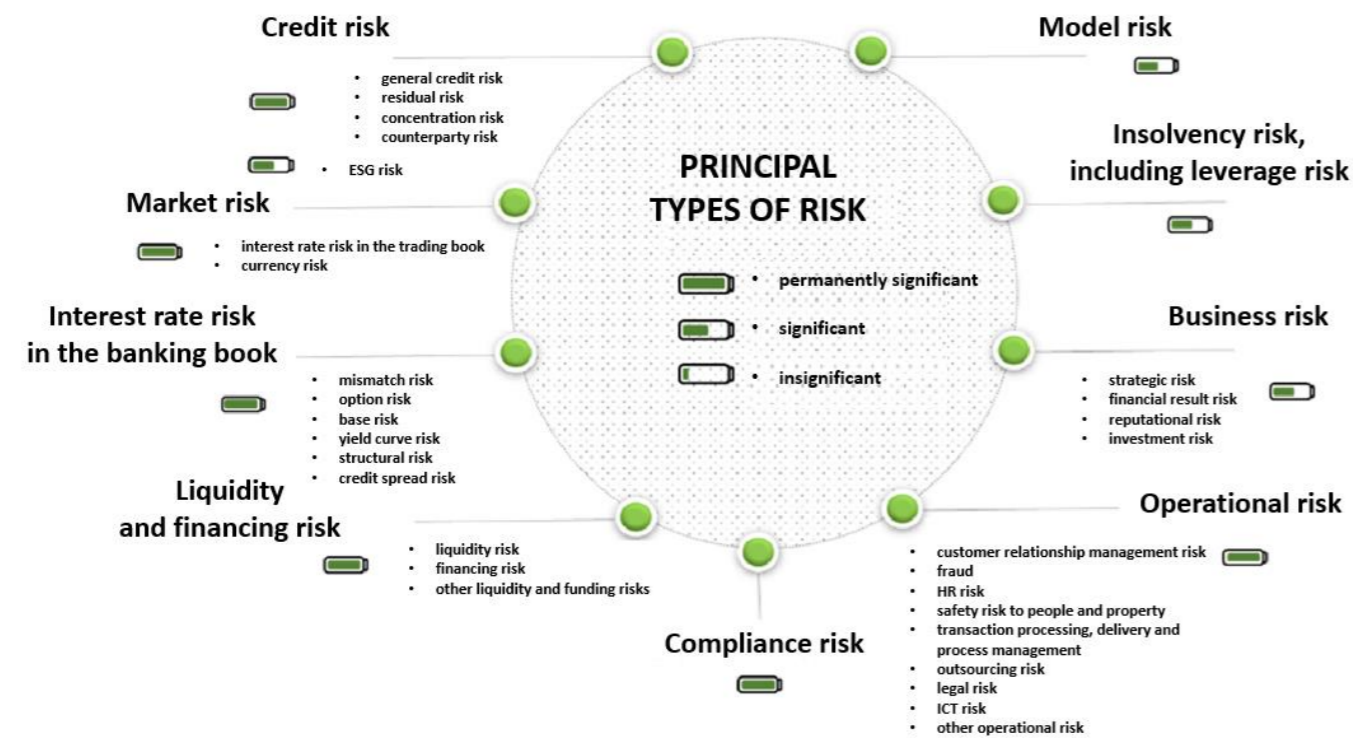 Credit risk
• general credit risk
• residual risk
• concentration risk
• counterparty risk
• ESG risk
Market risk
• interest rate risk in the trading book
• currency risk
Interest rate risk
in the banking book
• mismatch risk
• option risk
• base risk
• yield curve risk
• structural risk
• credit spread risk
Liquidity
and financing risk
• liquidity risk
• financing risk
• other liquidity and funding risks
PRINCIPAL
TYPES OF RISK
• permanently significant
• significant
• insignificant
Compliance risk
Model risk
Insolvency risk,
including leverage risk
Business risk
• strategic risk
• financial result risk
• reputational risk
• investment risk
Operational risk
• customer relationship management risk
• fraud
• HR risk
• safety risk to people and property
• transaction processing, delivery and
process management
• outsourcing risk
• legal risk
• ICT risk
• other operational risk